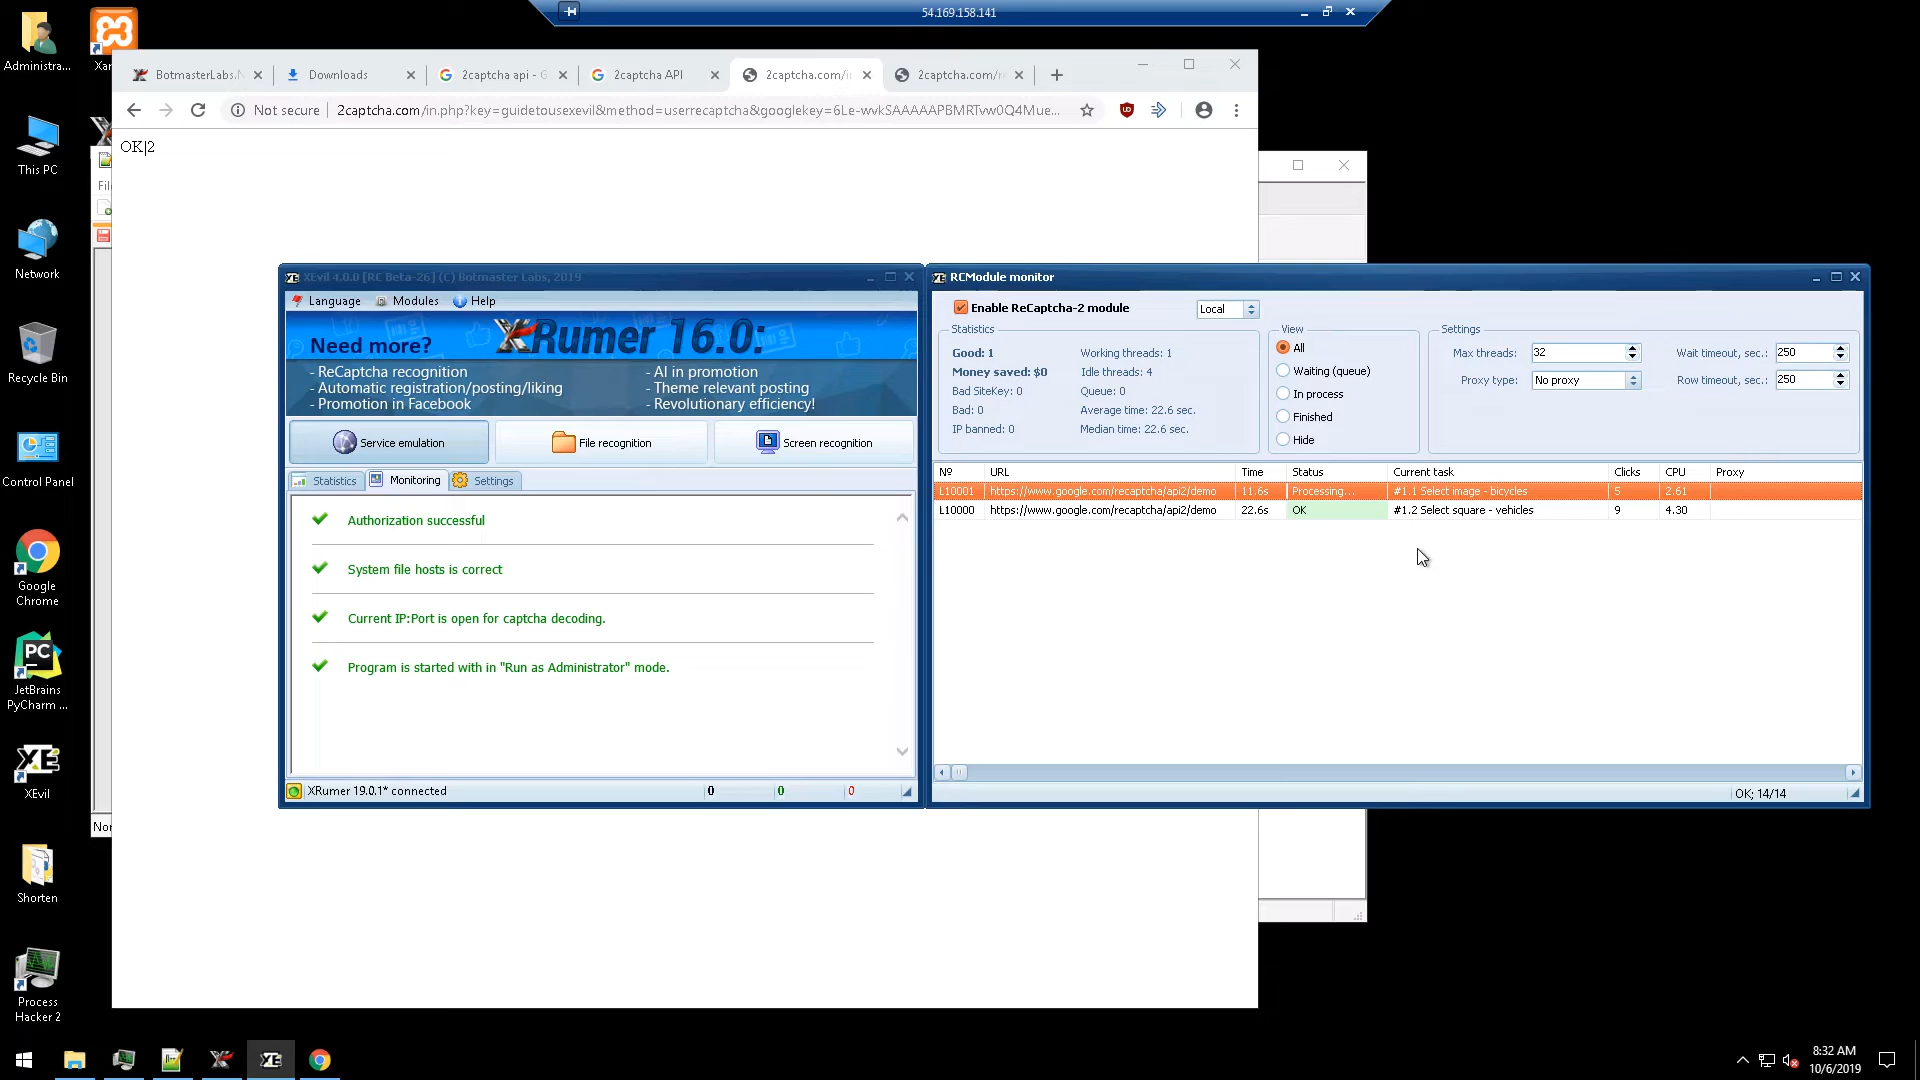 54.169.158.141
Administra...
Xar
This PC
Network
Recycle Bin
Control Panel
Google
Chrome
JetBrains
PyCharm ...
XEvil
Shorten
Process
Hacker 2
BotmasterLabs.N
Downloads
2captcha api - G
2captcha API
2captcha.com/i
2captcha.com/r
Not secure
2captcha.com/in.php?key=guidetousexevil&method=userrecaptcha&googlekey=6Le-wvkSAAAAAPBMRTvw0Q4Mue...
OK|2
Fil
Nor
XEvil 4.0.0 [RC Beta-26] (C) Botmaster Labs, 2019
Language Modules Help
Need more? XRumer 16.0:
- ReCaptcha recognition - AI in promotion
- Automatic registration/posting/liking - Theme relevant posting
- Promotion in Facebook - Revolutionary efficiency!
Service emulation File recognition Screen recognition
Statistics Monitoring Settings
Authorization successful
System file hosts is correct
Current IP:Port is open for captcha decoding.
Program is started with in "Run as Administrator" mode.
XRumer 19.0.1* connected 0 0 0
RCModule monitor
Enable ReCaptcha-2 module Local
Statistics
Good: 1 Working threads: 1
Money saved: $0 Idle threads: 4
Bad SiteKey: 0 Queue: 0
Bad: 0 Average time: 22.6 sec.
IP banned: 0 Median time: 22.6 sec.
View
All
Waiting (queue)
In process
Finished
Hide
Settings
Max threads: 32 Wait timeout, sec.: 250
Proxy type: No proxy Row timeout, sec.: 250
Nº URL Time Status Current task Clicks CPU Proxy
L10001 https://www.google.com/recaptcha/api2/demo 11.6s Processing... #1.1 Select image - bicycles 5 2.61
L10000 https://www.google.com/recaptcha/api2/demo 22.6s OK #1.2 Select square - vehicles 9 4.30
OK; 14/14
8:32 AM
10/6/2019